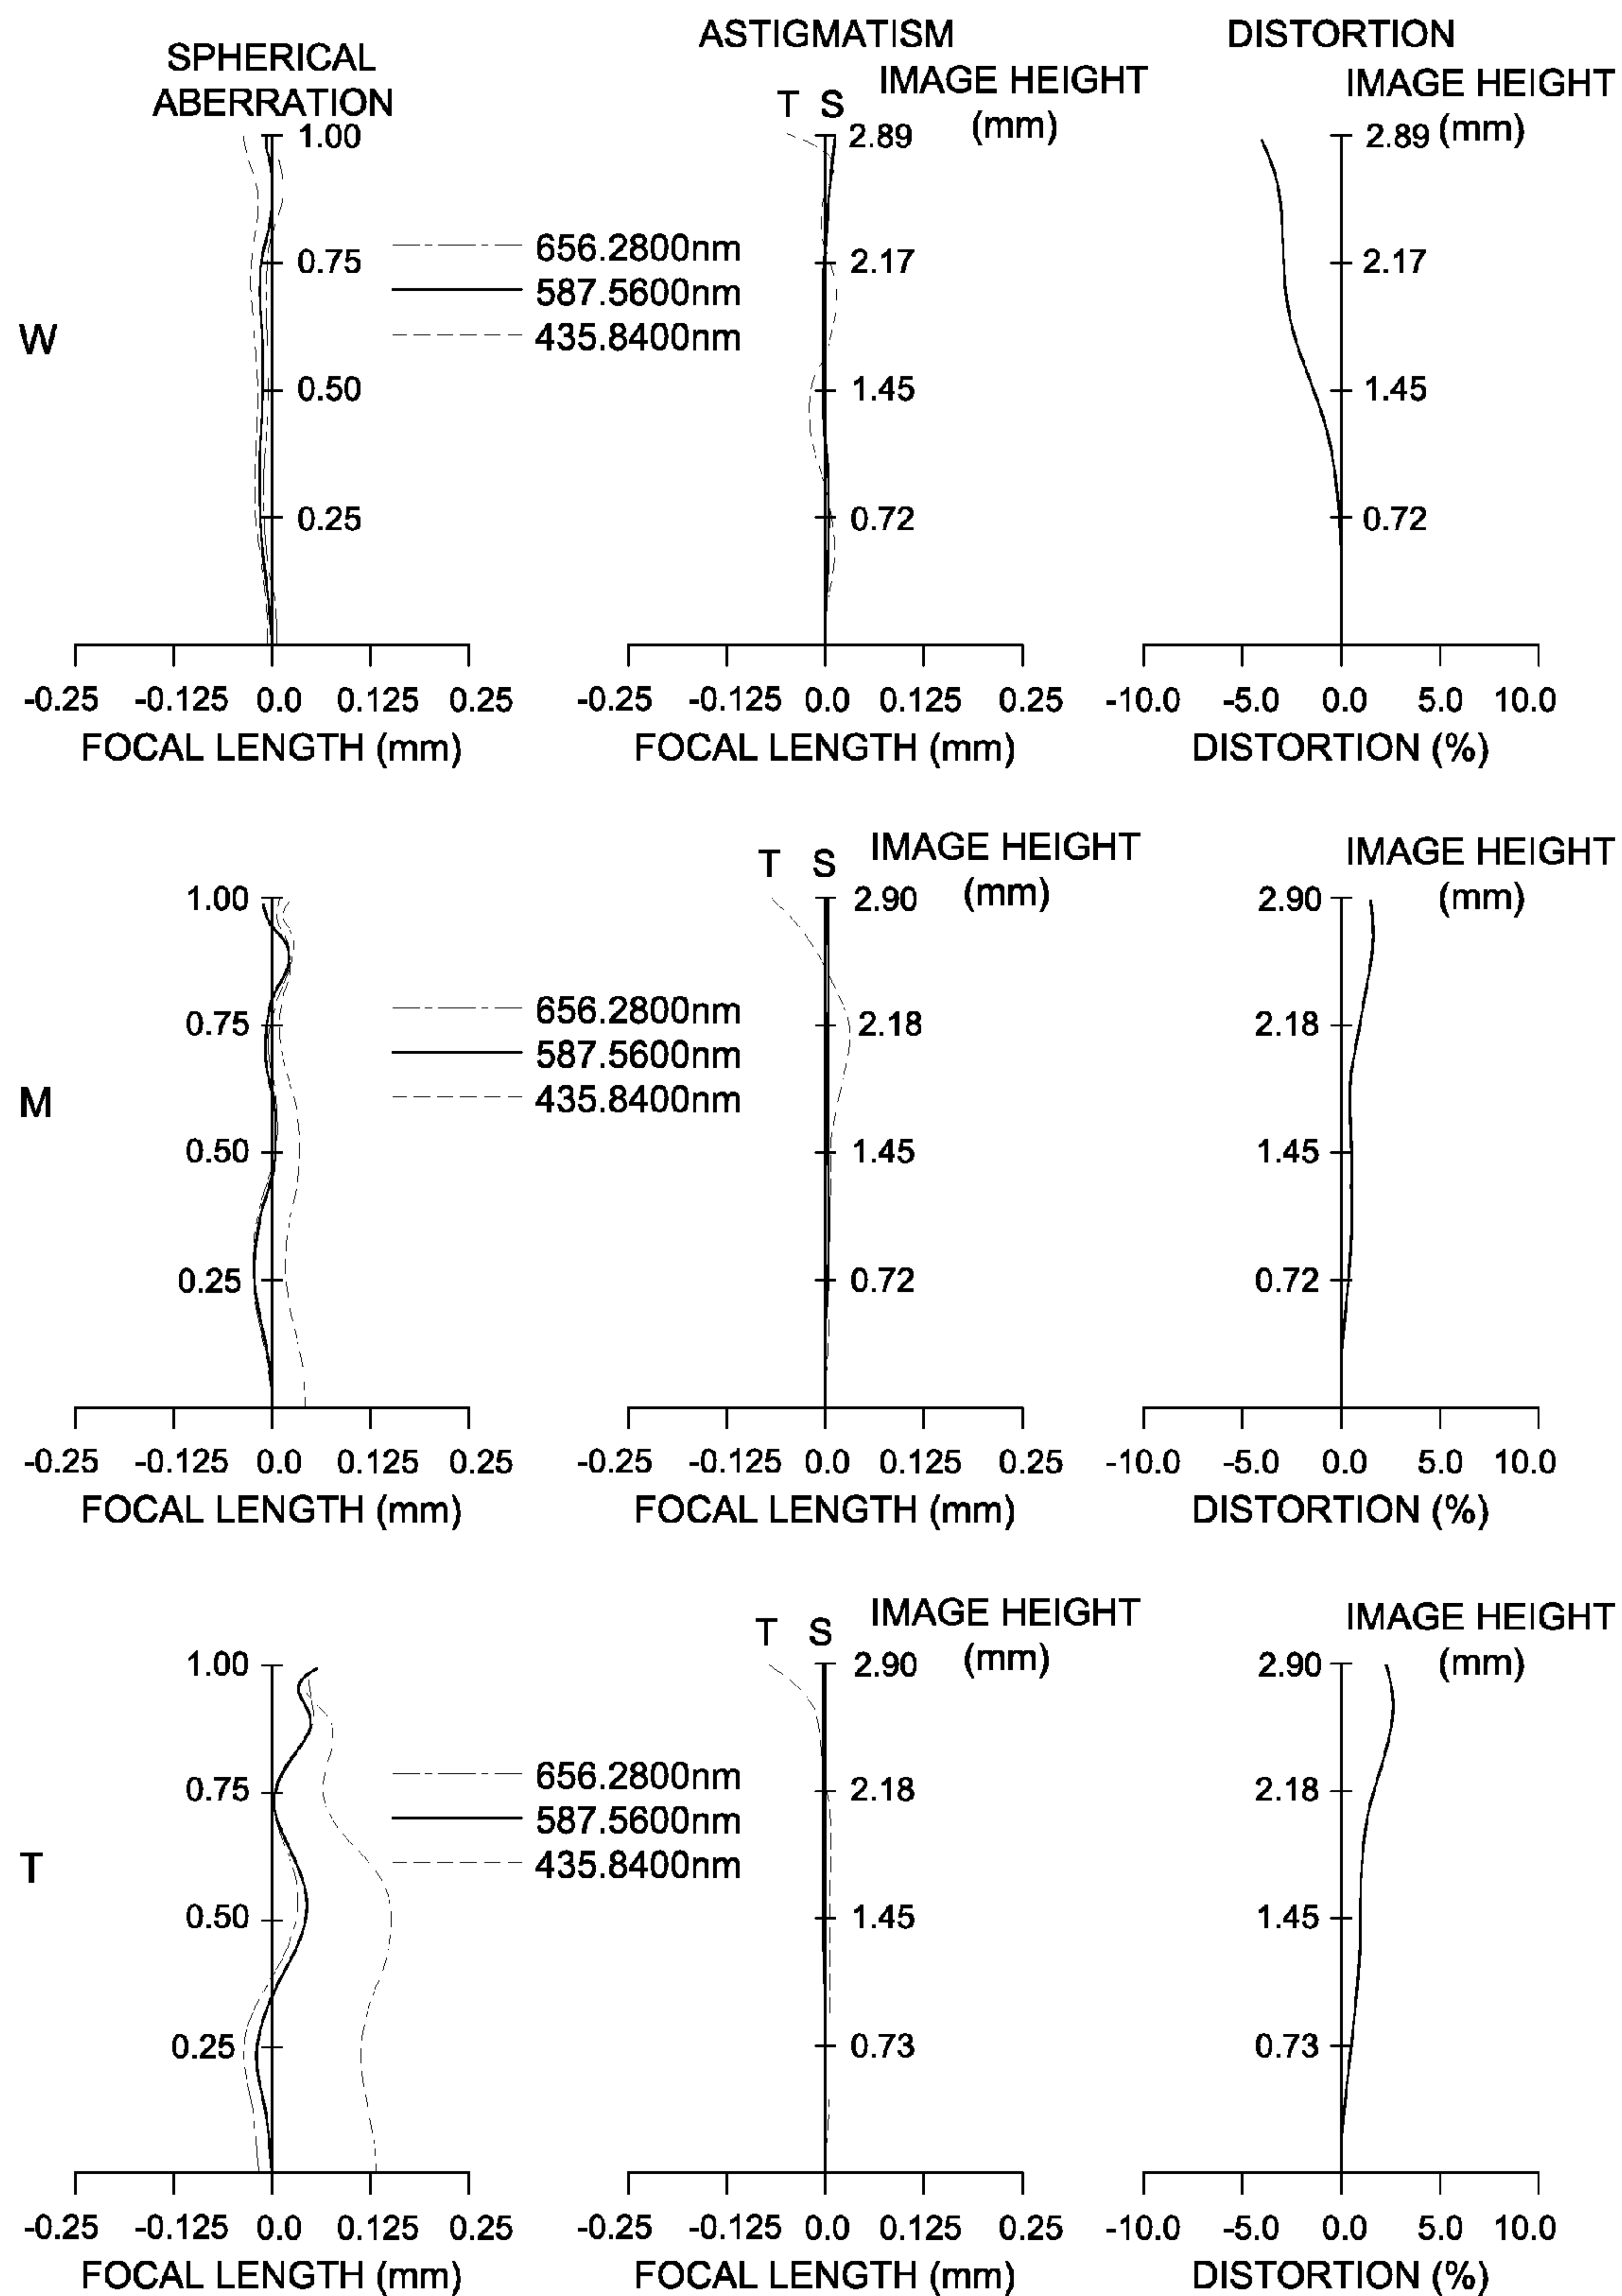 SPHERICAL
ABERRATION
ASTIGMATISM
IMAGE HEIGHT
(mm)
T S
DISTORTION
IMAGE HEIGHT
(mm)
W
1.00
0.75
0.50
0.25
656.2800nm
587.5600nm
435.8400nm
2.89
2.17
1.45
0.72
2.89
2.17
1.45
0.72
-0.25 -0.125 0.0 0.125 0.25
FOCAL LENGTH (mm)
-0.25 -0.125 0.0 0.125 0.25
FOCAL LENGTH (mm)
-10.0 -5.0 0.0 5.0 10.0
DISTORTION (%)
M
1.00
0.75
0.50
0.25
656.2800nm
587.5600nm
435.8400nm
T S
IMAGE HEIGHT
(mm)
2.90
2.18
1.45
0.72
IMAGE HEIGHT
(mm)
2.90
2.18
1.45
0.72
-0.25 -0.125 0.0 0.125 0.25
FOCAL LENGTH (mm)
-0.25 -0.125 0.0 0.125 0.25
FOCAL LENGTH (mm)
-10.0 -5.0 0.0 5.0 10.0
DISTORTION (%)
T
1.00
0.75
0.50
0.25
656.2800nm
587.5600nm
435.8400nm
T S
IMAGE HEIGHT
(mm)
2.90
2.18
1.45
0.73
IMAGE HEIGHT
(mm)
2.90
2.18
1.45
0.73
-0.25 -0.125 0.0 0.125 0.25
FOCAL LENGTH (mm)
-0.25 -0.125 0.0 0.125 0.25
FOCAL LENGTH (mm)
-10.0 -5.0 0.0 5.0 10.0
DISTORTION (%)